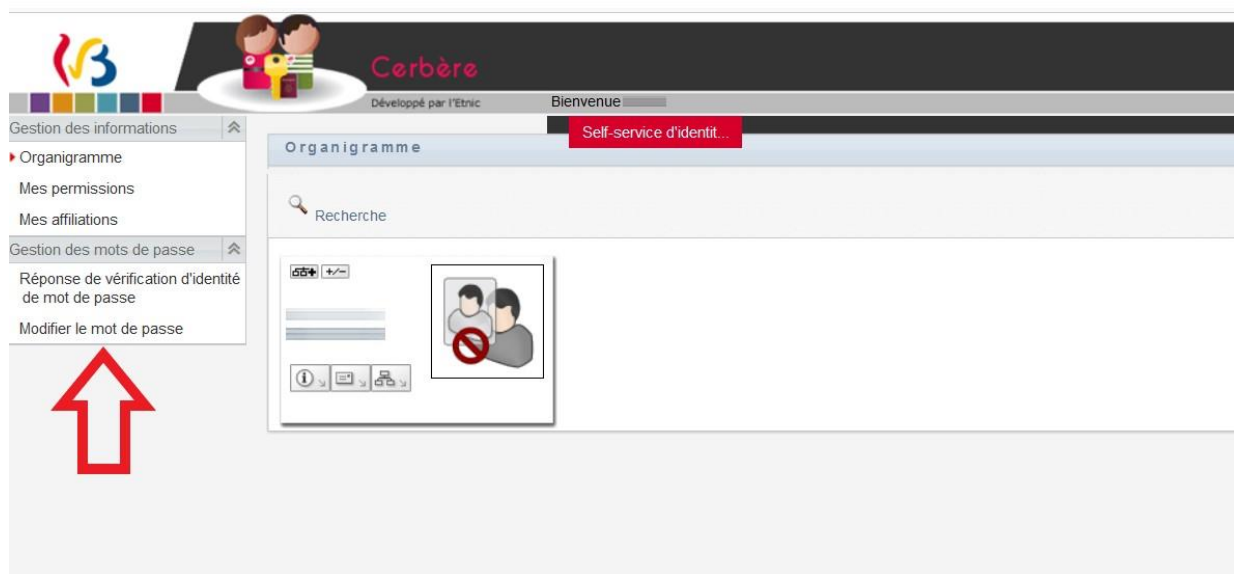 Cerbère
Développé par l'Etnic
Bienvenue
Self-service d'identit...
Gestion des informations
Organigramme
Mes permissions
Mes affiliations
Gestion des mots de passe
Réponse de vérification d'identité
de mot de passe
Modifier le mot de passe
Organigramme
Recherche
+/-